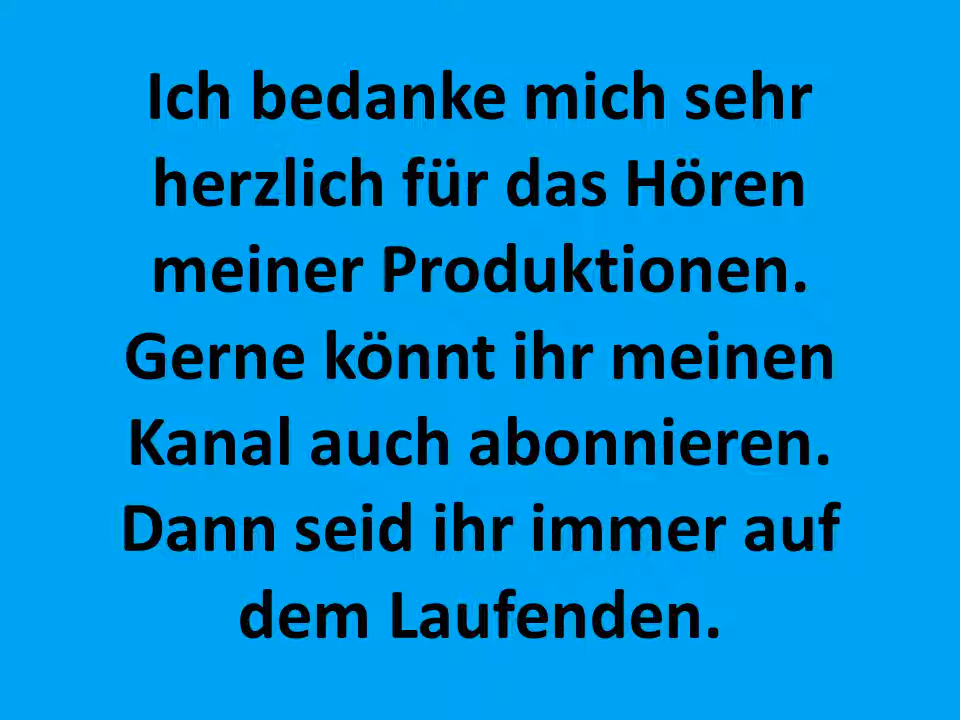 Ich bedanke mich sehr
herzlich für das Hören
meiner Produktionen.
Gerne könnt ihr meinen
Kanal auch abonnieren.
Dann seid ihr immer auf
dem Laufenden.